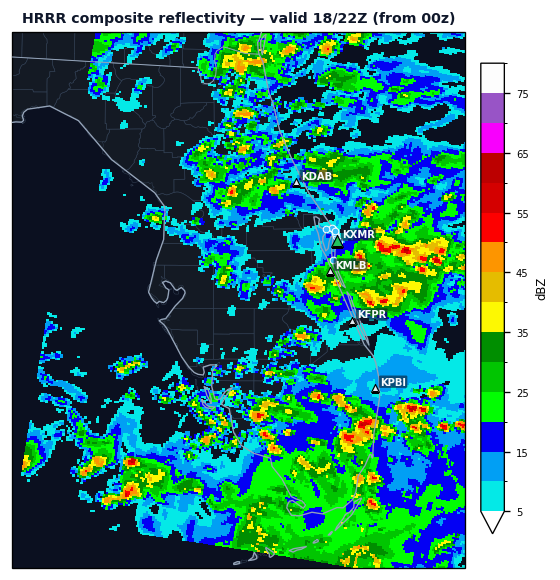 HRRR composite reflectivity — valid 18/22Z (from 00z)
KDAB
KXMR
KMLB
KFPR
KPBI
75
65
55
45
35
25
15
5
dBZ